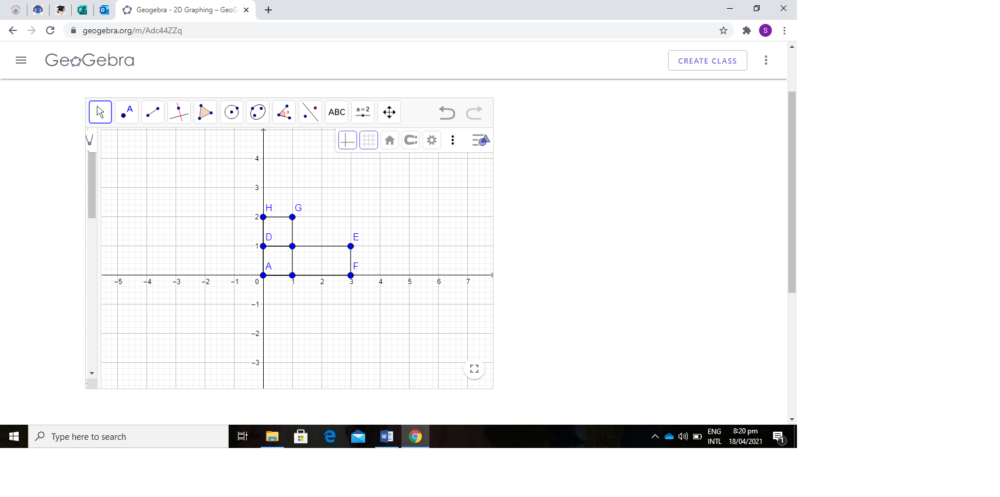 Geogebra - 2D Graphing – GeoG
geogebra.org/m/Adc44ZZq
S
GeoGebra
CREATE CLASS
A
α
ABC
a=2
4
3
H G
2
D E
1
A F
–5 –4 –3 –2 –1 0 1 2 3 4 5 6 7
–1
–2
–3
Type here to search
ENG
INTL
8:20 pm
18/04/2021
1